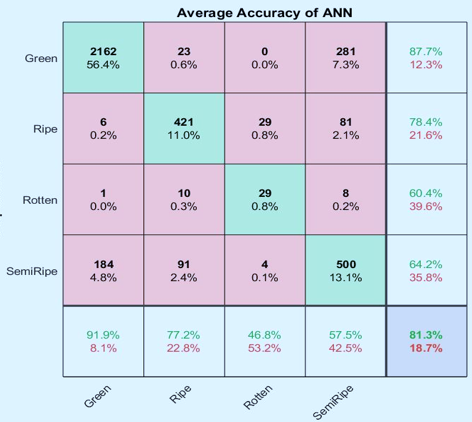 Average Accuracy of ANN
Green 2162 23 0 281 87.7%
56.4% 0.6% 0.0% 7.3% 12.3%
Ripe 6 421 29 81 78.4%
0.2% 11.0% 0.8% 2.1% 21.6%
Rotten 1 10 29 8 60.4%
0.0% 0.3% 0.8% 0.2% 39.6%
SemiRipe 184 91 4 500 64.2%
4.8% 2.4% 0.1% 13.1% 35.8%
91.9% 77.2% 46.8% 57.5% 81.3%
8.1% 22.8% 53.2% 42.5% 18.7%
Green Ripe Rotten SemiRipe